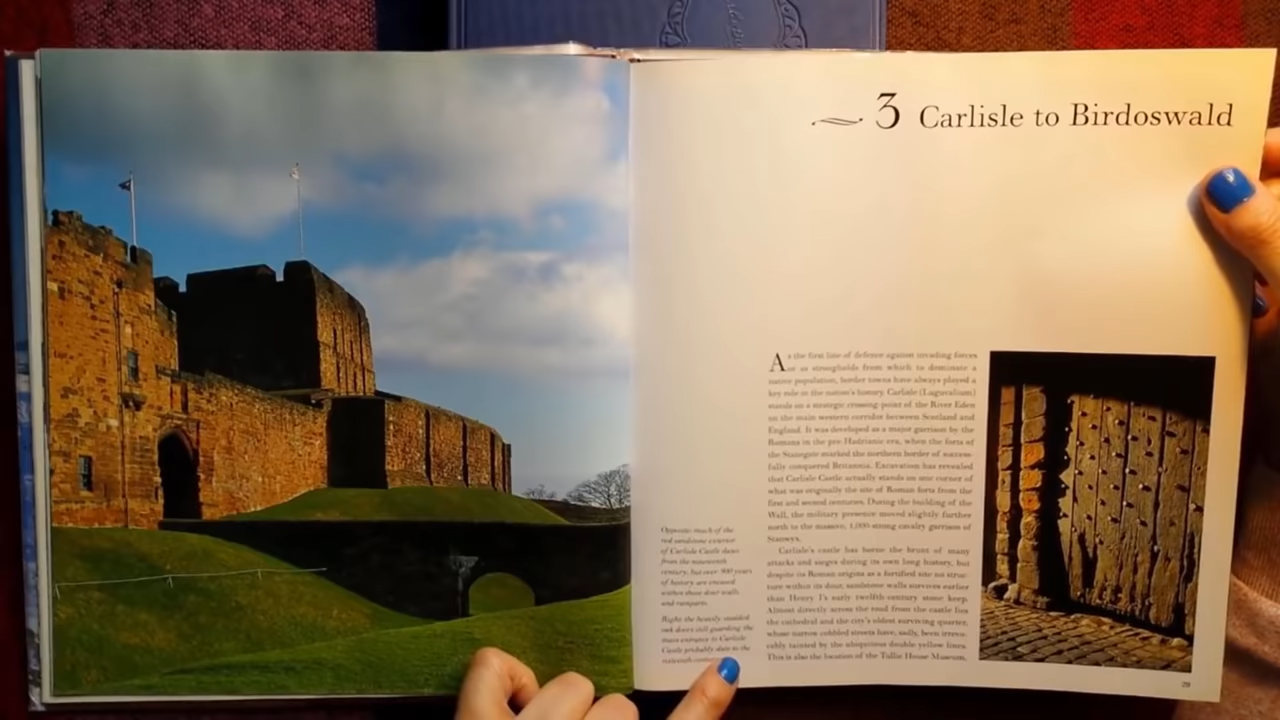 3 Carlisle to Birdoswald
As the first line of defence against invading forces
or as strongholds from which to dominate a
native population, border towns have always played a
key role in the nation's history. Carlisle (Luguvalium)
stands on a strategic crossing-point of the River Eden
on the main western corridor between Scotland and
England. It was developed as a major garrison by the
Romans in the pre-Hadrianic era, when the forts of
the Stanegate marked the northern border of success-
fully conquered Britannia. Excavation has revealed
that Carlisle Castle actually stands on one corner of
what was originally the site of Roman forts from the
first and second centuries. During the building of the
Wall, the military presence moved slightly further
north to the massive, 1,000-strong cavalry garrison of
Stanwyx.
Carlisle's castle has borne the brunt of many
attacks and sieges during its own long history, but
despite its Roman origins as a fortified site no struc-
ture within its dour, sandstone walls survives earlier
than Henry I's early twelfth-century stone keep.
Almost directly across the road from the castle lies
the cathedral and the city's oldest surviving quarter,
whose narrow cobbled streets have, sadly, been irrevo-
cably tainted by the ubiquitous double yellow lines.
This is also the location of the Tullie House Museum,
Opposite: much of the
red sandstone exterior
of Carlisle Castle dates
from the nineteenth
century, but over 900 years
of history are encased
within those dour walls
and ramparts.
Right: the heavily studded
oak doors still guarding the
main entrance to Carlisle
Castle probably date to the
29